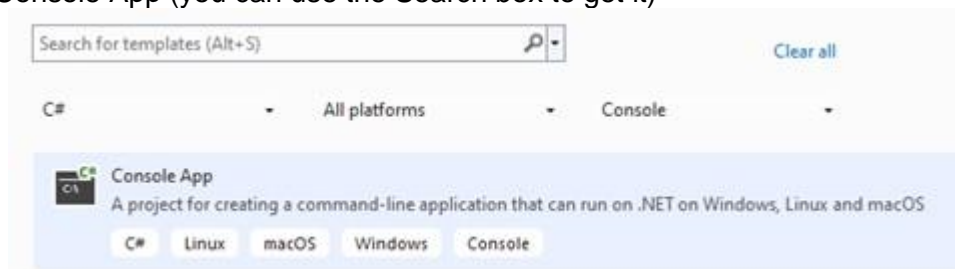 Console App (you can use the Search box to get it)
Search for templates (Alt+S)
Clear all
C# All platforms Console
C#
C:\
Console App
A project for creating a command-line application that can run on .NET on Windows, Linux and macOS
C# Linux macOS Windows Console